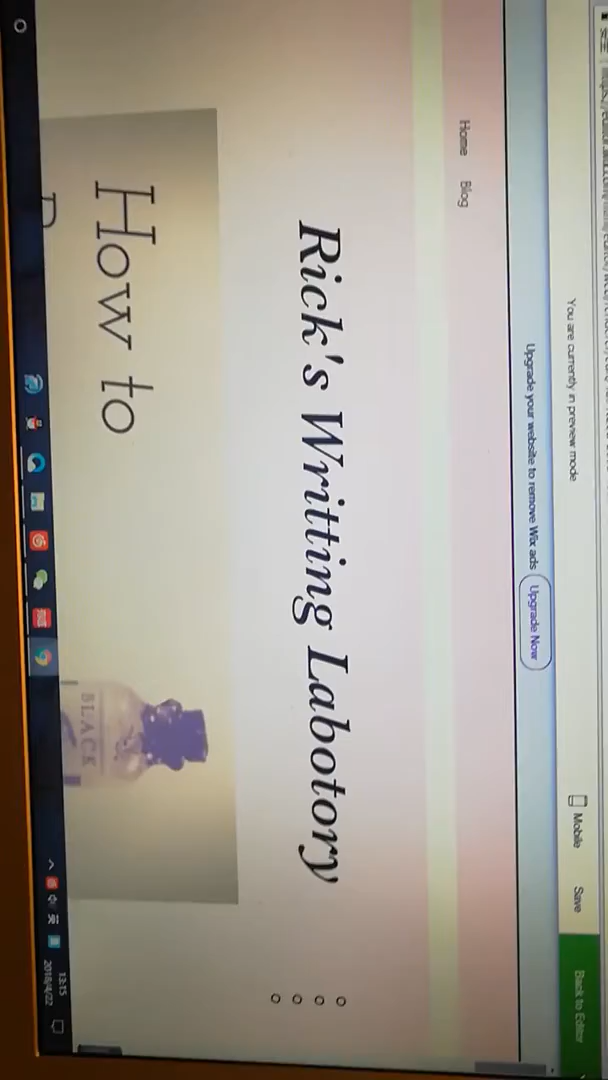 You are currently in preview mode
Mobile
Save
Back to Editor
Upgrade your website to remove Wix ads
Upgrade Now
Home
Blog
Rick's Writting Labotory
How to
BLACK
英
13:15
2018/4/22